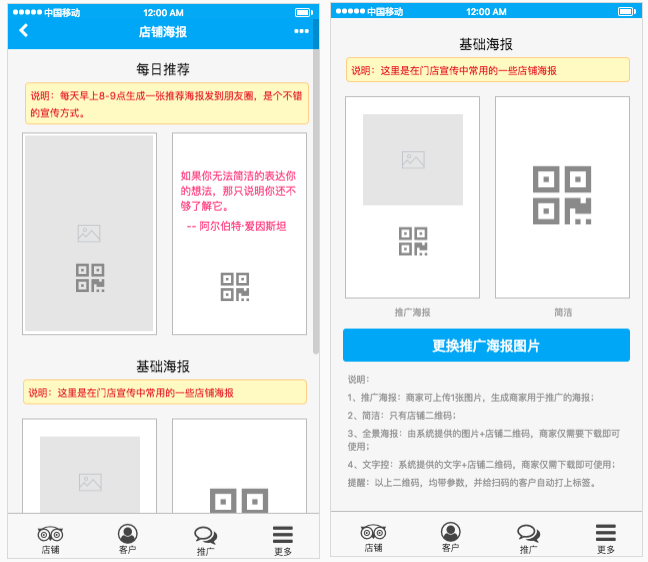 中国移动
12:00 AM
店铺海报
每日推荐
说明：每天早上8-9点生成一张推荐海报发到朋友圈，是个不错
的宣传方式。
如果你无法简洁的表达你
的想法，那只说明你还不
够了解它。
-- 阿尔伯特·爱因斯坦
基础海报
说明：这里是在门店宣传中常用的一些店铺海报
店铺
客户
推广
更多
中国移动
12:00 AM
基础海报
说明：这里是在门店宣传中常用的一些店铺海报
推广海报
简洁
更换推广海报图片
说明：
1、推广海报：商家可上传1张图片，生成商家用于推广的海报；
2、简洁：只有店铺二维码；
3、全景海报：由系统提供的图片+店铺二维码，商家仅需要下载即可
使用；
4、文字控：系统提供的文字+店铺二维码，商家仅需下载即可使用；
提醒：以上二维码，均带参数，并给扫码的客户自动打上标签。
店铺
客户
推广
更多